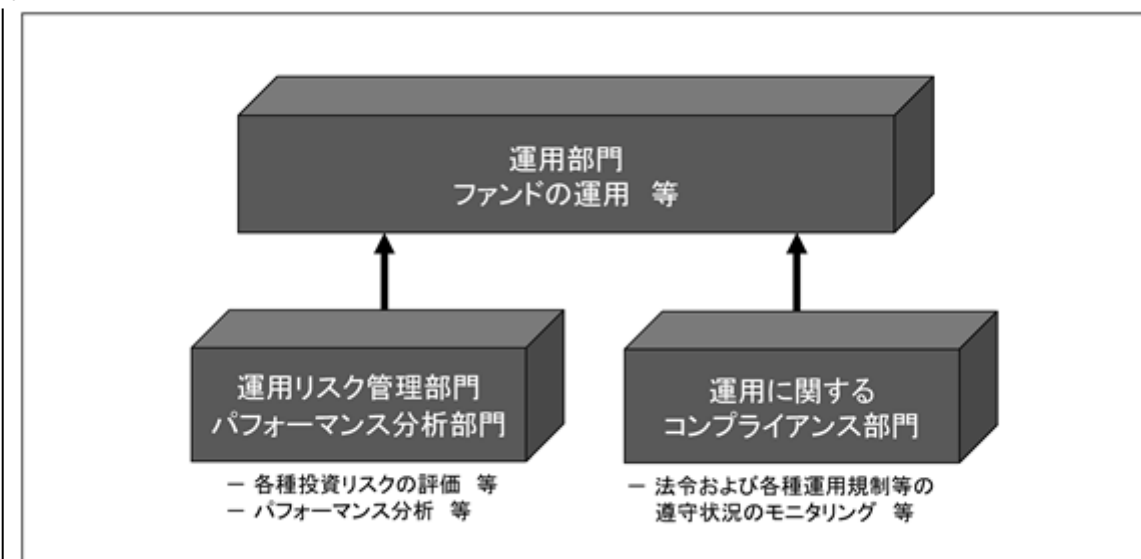 運用部門
ファンドの運用　等
運用リスク管理部門
パフォーマンス分析部門
運用に関する
コンプライアンス部門
－ 各種投資リスクの評価　等
－ パフォーマンス分析　等
－ 法令および各種運用規制等の
遵守状況のモニタリング　等